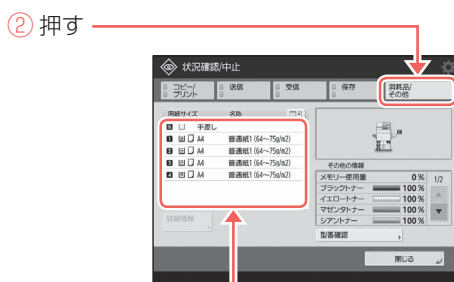 ② 押す
状況確認/中止
コピー/
プリント
送信
受信
保存
消耗品/
その他
用紙サイズ 名称
手差し
1 A4 普通紙1 (64～75g/m2)
2 A4 普通紙1 (64～75g/m2)
3 A4 普通紙1 (64～75g/m2)
4 A4 普通紙1 (64～75g/m2)
詳細情報
その他の情報
メモリー使用量 0 %
ブラックトナー 100 %
イエロートナー 100 %
マゼンタトナー 100 %
シアントナー 100 %
1/2
型番確認
閉じる